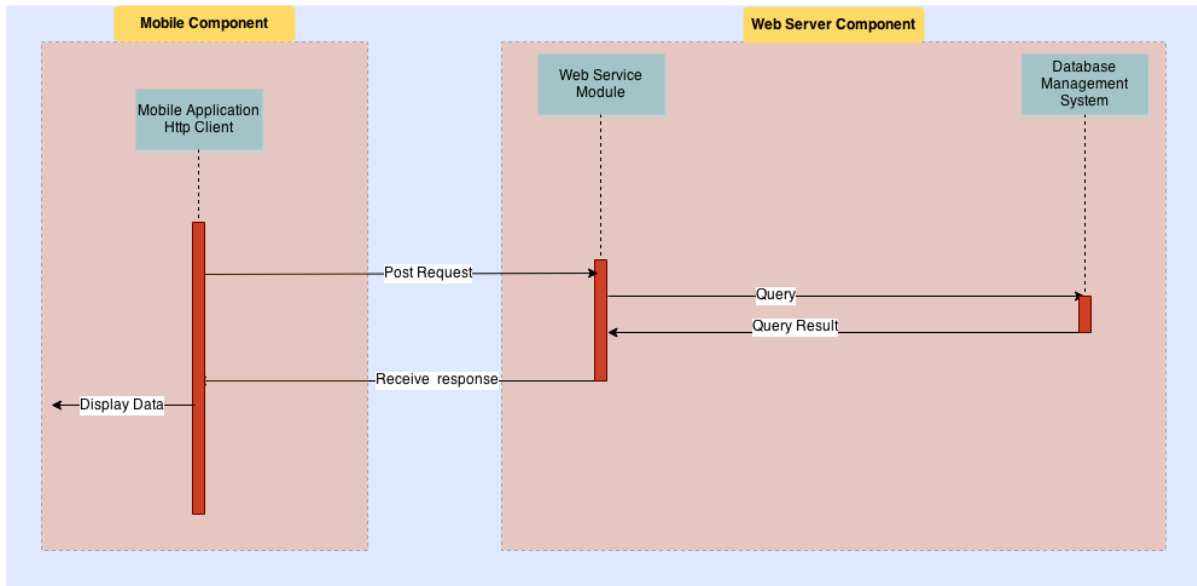 Mobile Component
Web Server Component
Mobile Application
Http Client
Web Service
Module
Database
Management
System
Post Request
Query
Query Result
Receive  response
Display Data